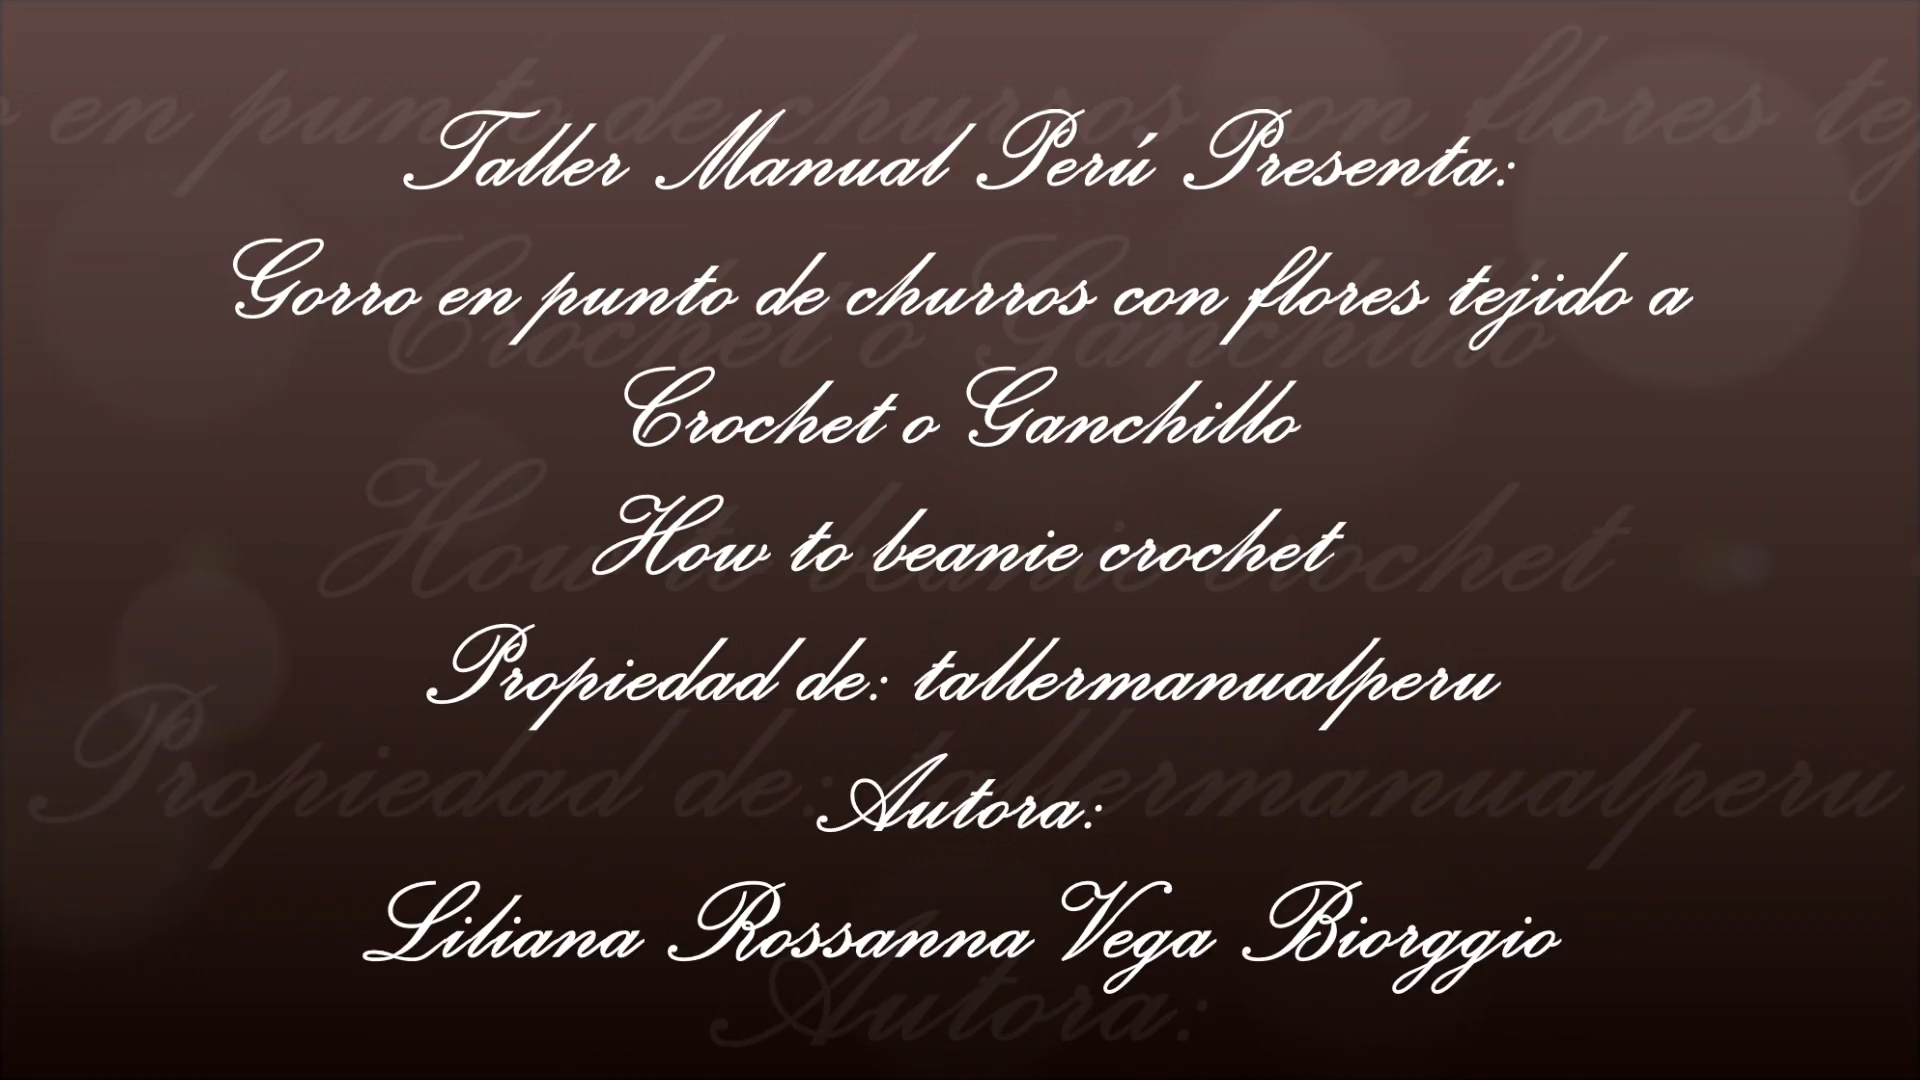 Taller Manual Perú Presenta:
Gorro en punto de churros con flores tejido a
Crochet o Ganchillo
How to beanie crochet
Propiedad de: tallermanualperu
Autora:
Liliana Rossanna Vega Biorggio